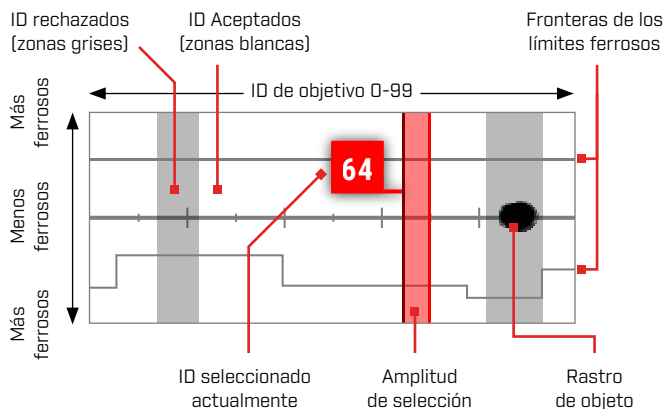 ID rechazados
(zonas grises)
ID Aceptados
(zonas blancas)
Fronteras de los
límites ferrosos
ID de objetivo 0-99
Más
ferrosos
Menos
ferrosos
Más
ferrosos
64
ID seleccionado
actualmente
Amplitud
de selección
Rastro
de objeto